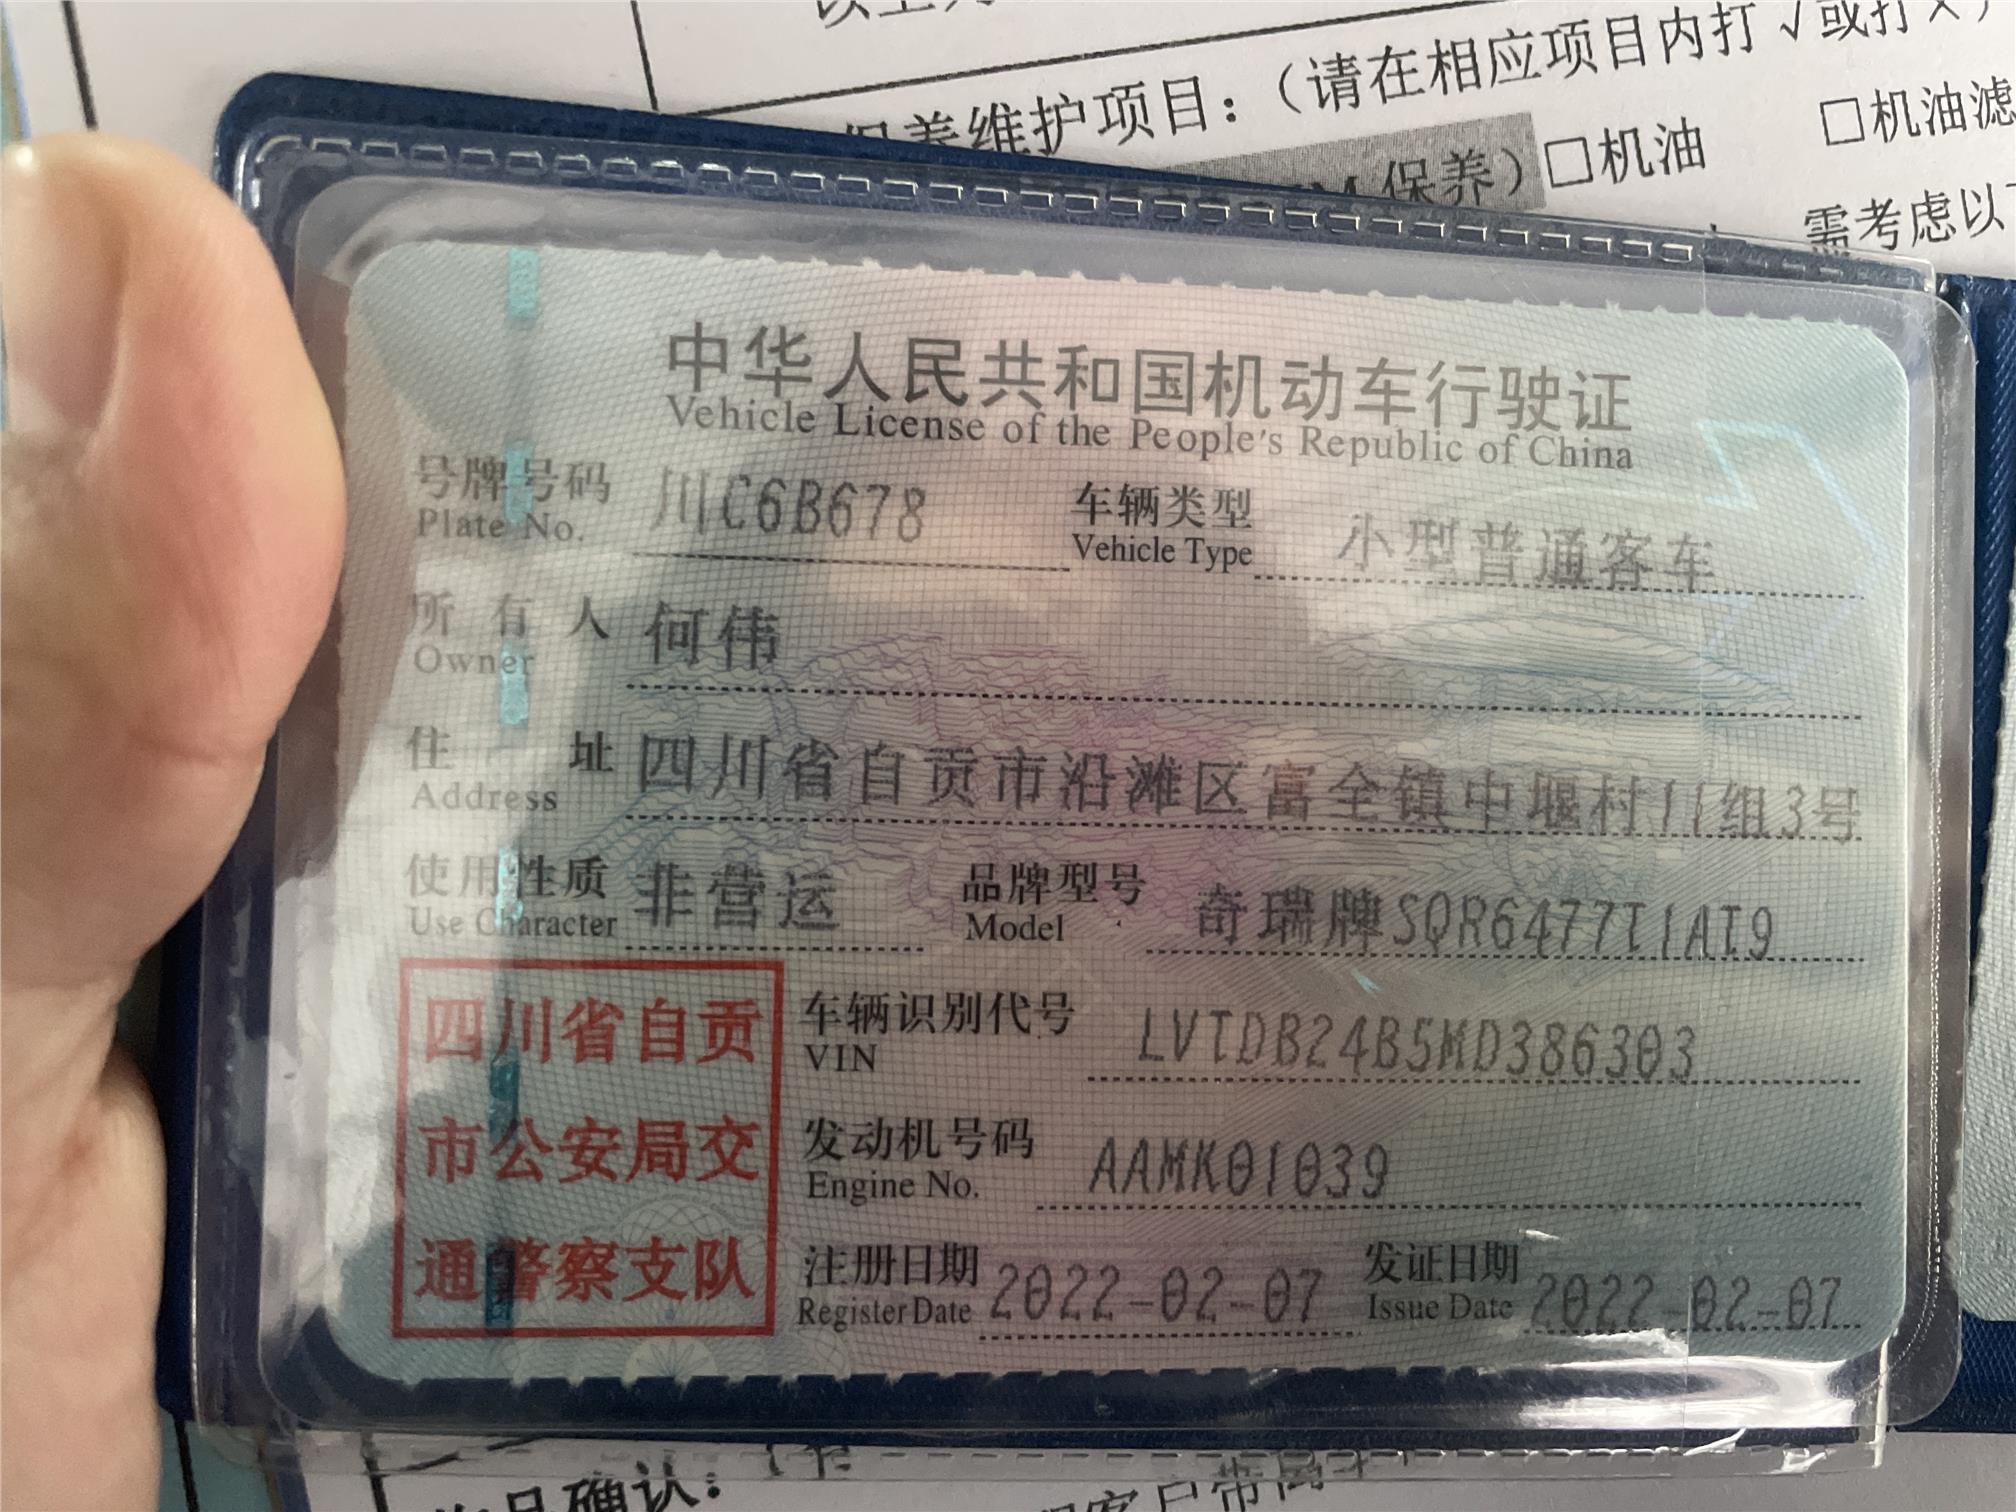 保养维护项目：（请在相应项目内打√或打×）
保养）□机油 □机油滤
需考虑以
中华人民共和国机动车行驶证
Vehicle License of the People's Republic of China
号牌号码 川C6B678 车辆类型 小型普通客车
Plate No. Vehicle Type
所有人 何伟
Owner
住址 四川省自贡市沿滩区富全镇中堰村11组3号
Address
使用性质 非营运 品牌型号 奇瑞牌SQR6477T1AT9
Use Character Model
四川省自贡
市公安局交
通警察支队
车辆识别代号 LVTDB24B5MD386303
VIN
发动机号码 AAMK01039
Engine No.
注册日期 2022-02-07 发证日期 2022-02-07
Register Date Issue Date
确认：